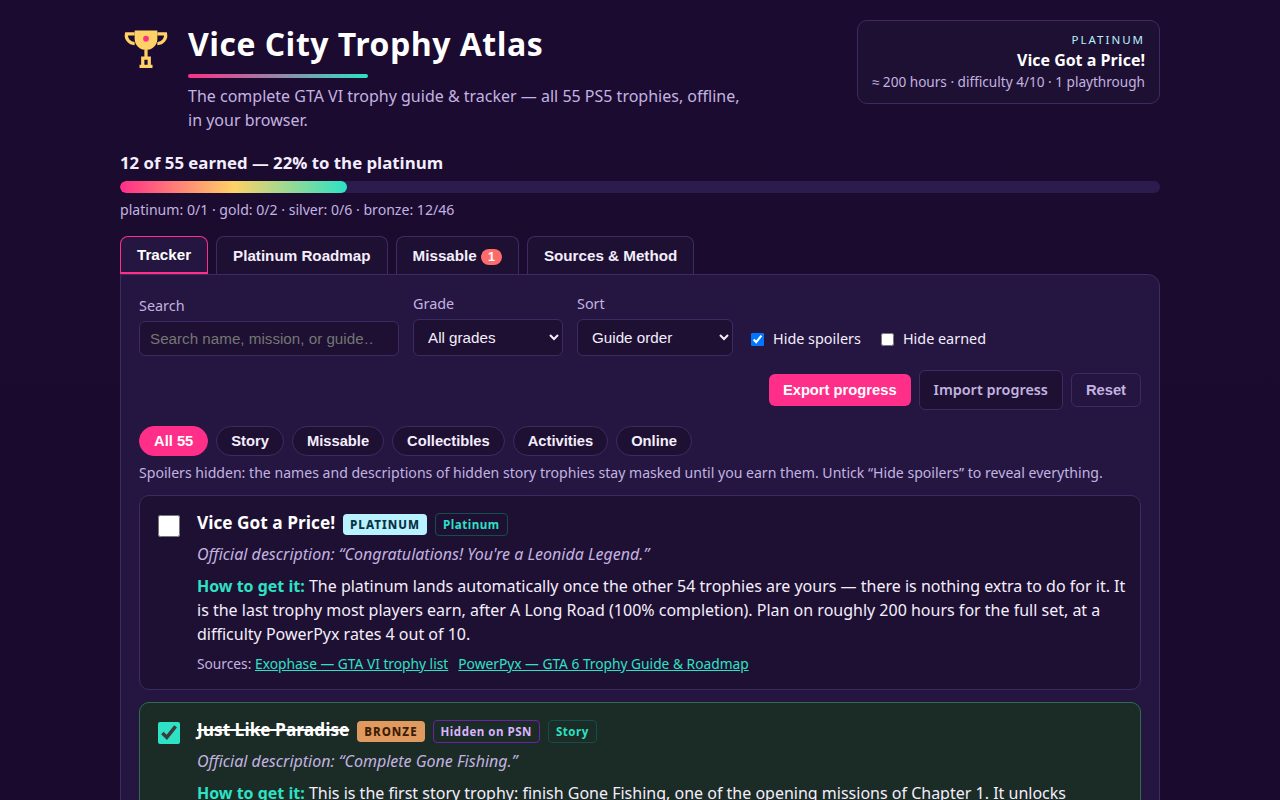 Vice City Trophy Atlas
The complete GTA VI trophy guide & tracker — all 55 PS5 trophies, offline,
in your browser.
PLATINUM
Vice Got a Price!
≈ 200 hours · difficulty 4/10 · 1 playthrough
12 of 55 earned — 22% to the platinum
platinum: 0/1 · gold: 0/2 · silver: 0/6 · bronze: 12/46
Tracker Platinum Roadmap Missable 1 Sources & Method
Search Grade Sort
Search name, mission, or guide.. All grades Guide order Hide spoilers Hide earned
Export progress Import progress Reset
All 55 Story Missable Collectibles Activities Online
Spoilers hidden: the names and descriptions of hidden story trophies stay masked until you earn them. Untick “Hide spoilers” to reveal everything.
Vice Got a Price! PLATINUM Platinum
Official description: “Congratulations! You're a Leonida Legend.”
How to get it: The platinum lands automatically once the other 54 trophies are yours — there is nothing extra to do for it. It
is the last trophy most players earn, after A Long Road (100% completion). Plan on roughly 200 hours for the full set, at a
difficulty PowerPyx rates 4 out of 10.
Sources: Exophase — GTA VI trophy list PowerPyx — GTA 6 Trophy Guide & Roadmap
Just Like Paradise BRONZE Hidden on PSN Story
Official description: “Complete Gone Fishing.”
How to get it: This is the first story trophy: finish Gone Fishing, one of the opening missions of Chapter 1. It unlocks